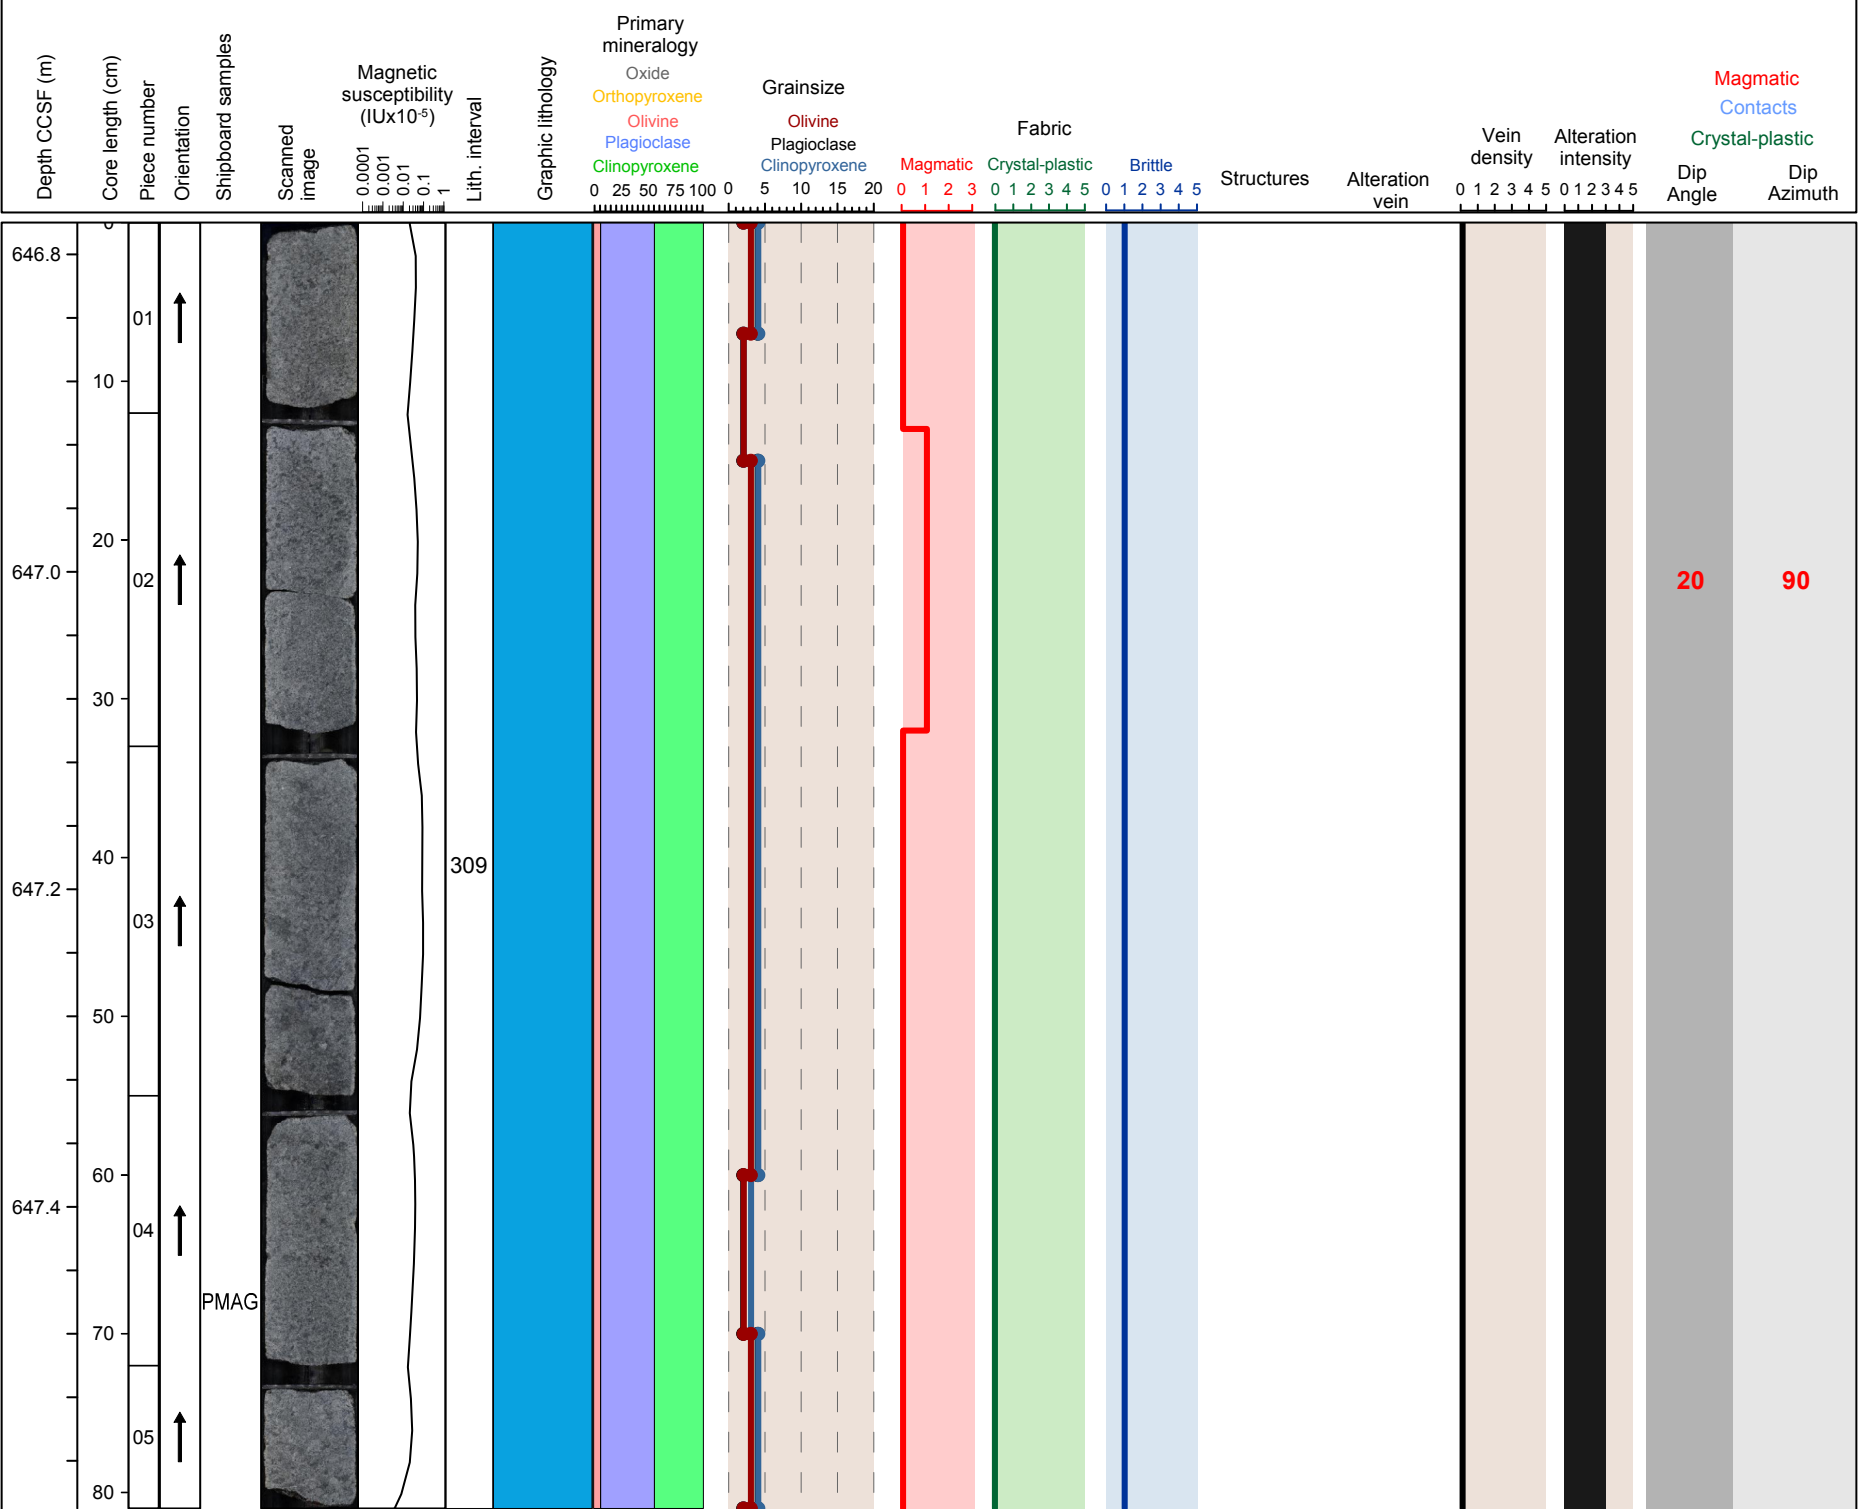 Depth CCSF (m)
Core length (cm)
Piece number
Orientation
Shipboard samples
Scanned
image
Magnetic
susceptibility
(IUx10-5)
0.0001
0.001
0.01
0.1
1
Lith. interval
Graphic lithology
Primary
mineralogy
Oxide
Orthopyroxene
Olivine
Plagioclase
Clinopyroxene
0 25 50 75 100
Grainsize
Olivine
Plagioclase
Clinopyroxene
0 5 10 15 20
Fabric
Magmatic
0 1 2 3
Crystal-plastic
0 1 2 3 4 5
Brittle
0 1 2 3 4 5
Structures
Alteration
vein
Vein
density
0 1 2 3 4 5
Alteration
intensity
0 1 2 3 4 5
Magmatic
Contacts
Crystal-plastic
Dip
Angle
Dip
Azimuth
0
646.8
01
10
20
647.0
02
20
90
30
40
309
647.2
03
50
60
647.4
04
PMAG
70
05
80